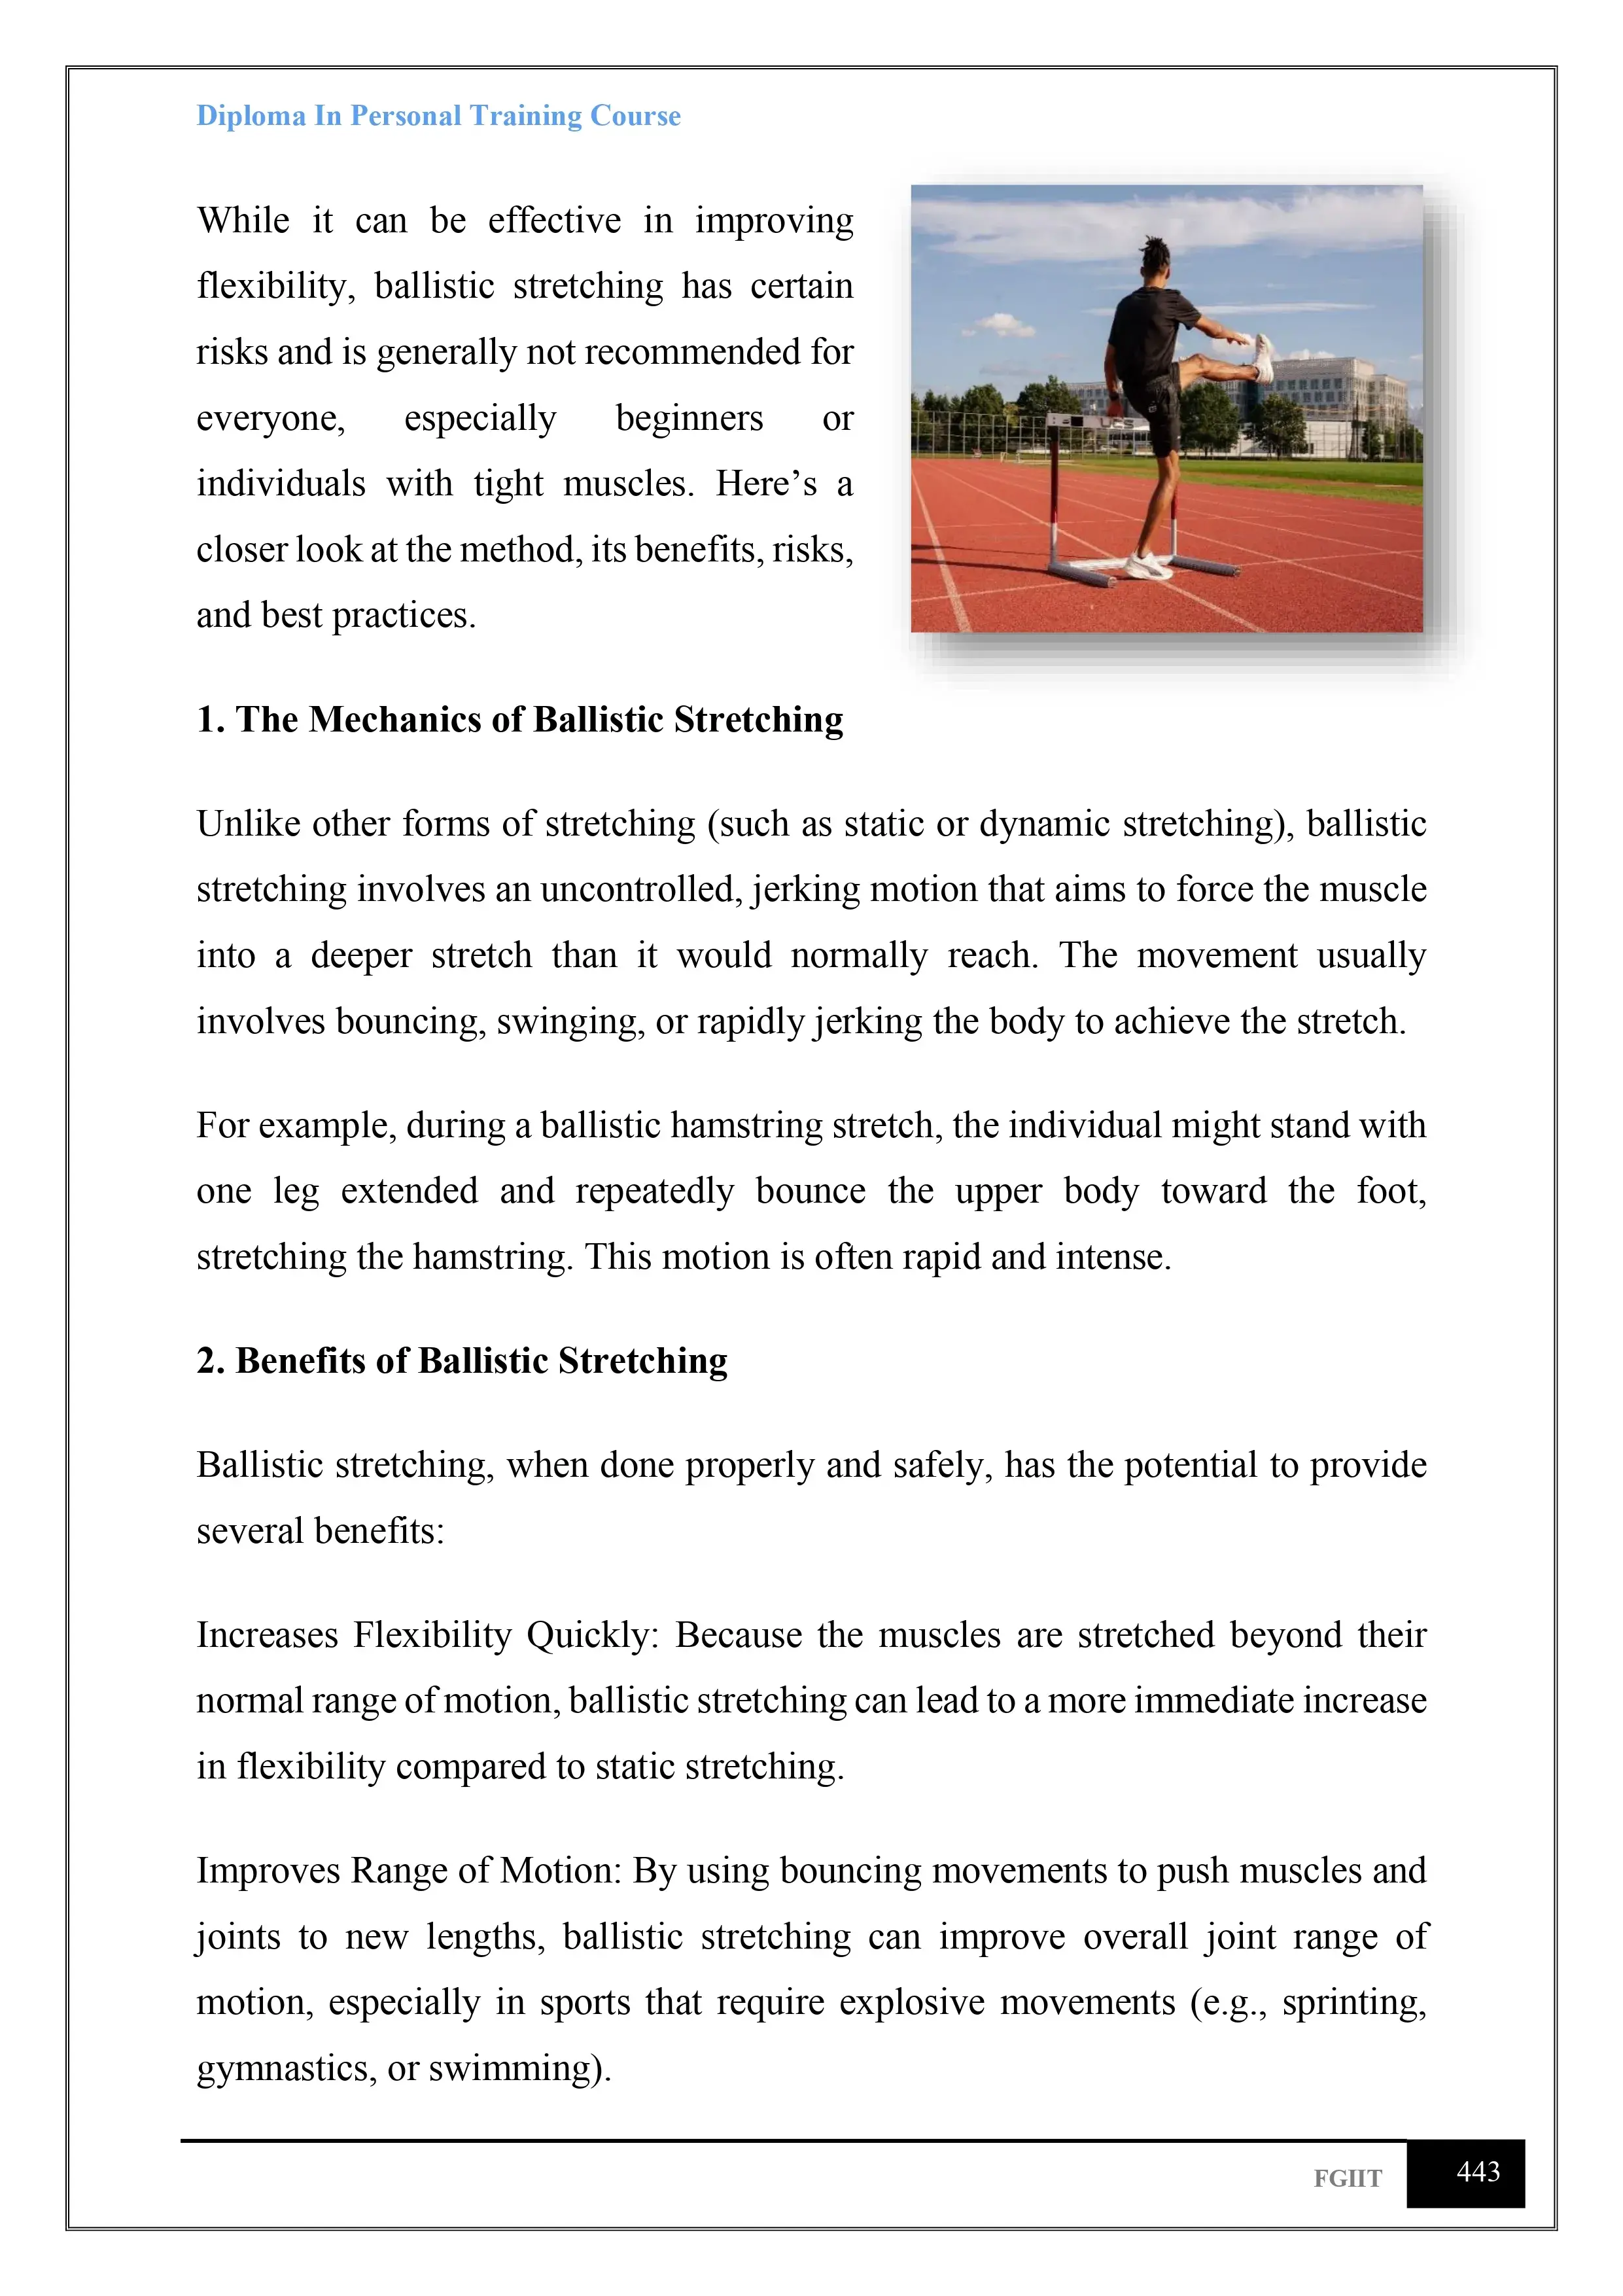 Diploma In Personal Training Course
While it can be effective in improving
flexibility, ballistic stretching has certain
risks and is generally not recommended for
everyone, especially beginners or
individuals with tight muscles. Here’s a
closer look at the method, its benefits, risks,
and best practices.
1. The Mechanics of Ballistic Stretching
Unlike other forms of stretching (such as static or dynamic stretching), ballistic
stretching involves an uncontrolled, jerking motion that aims to force the muscle
into a deeper stretch than it would normally reach. The movement usually
involves bouncing, swinging, or rapidly jerking the body to achieve the stretch.
For example, during a ballistic hamstring stretch, the individual might stand with
one leg extended and repeatedly bounce the upper body toward the foot,
stretching the hamstring. This motion is often rapid and intense.
2. Benefits of Ballistic Stretching
Ballistic stretching, when done properly and safely, has the potential to provide
several benefits:
Increases Flexibility Quickly: Because the muscles are stretched beyond their
normal range of motion, ballistic stretching can lead to a more immediate increase
in flexibility compared to static stretching.
Improves Range of Motion: By using bouncing movements to push muscles and
joints to new lengths, ballistic stretching can improve overall joint range of
motion, especially in sports that require explosive movements (e.g., sprinting,
gymnastics, or swimming).
FGIIT 443